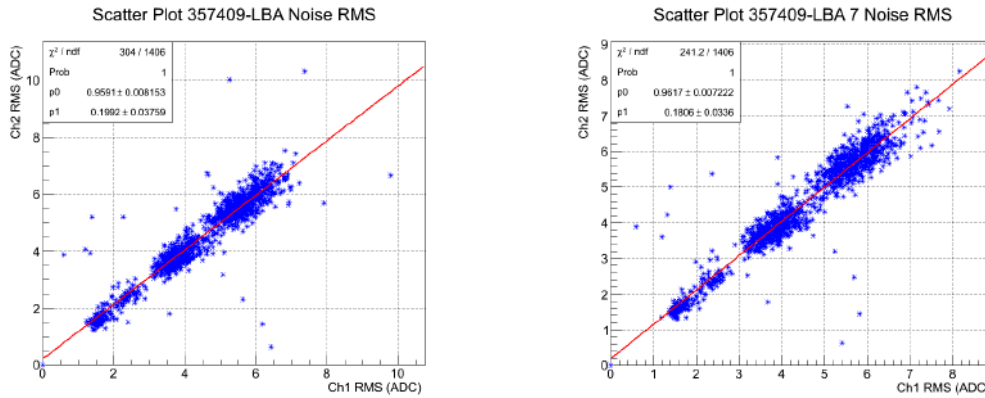 Scatter Plot 357409-LBA Noise RMS
Ch2 RMS (ADC)
χ² / ndf 304 / 1406
Prob 1
p0 0.9591 ± 0.008153
p1 0.1992 ± 0.03759
10
8
6
4
2
0
0 2 4 6 8 10
Ch1 RMS (ADC)
Scatter Plot 357409-LBA 7 Noise RMS
Ch2 RMS (ADC)
χ² / ndf 241.2 / 1406
Prob 1
p0 0.9617 ± 0.007222
p1 0.1806 ± 0.0336
9
8
7
6
5
4
3
2
1
0
0 1 2 3 4 5 6 7 8
Ch1 RMS (ADC)